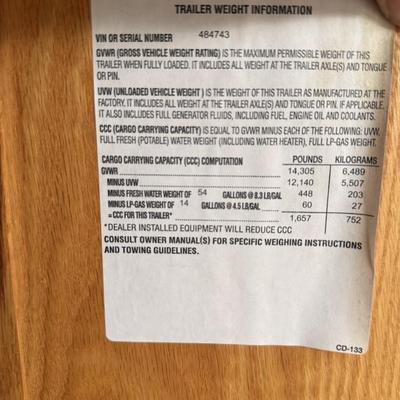 TRAILER WEIGHT INFORMATION
VIN OR SERIAL NUMBER 484743
GVWR (GROSS VEHICLE WEIGHT RATING) IS THE MAXIMUM PERMISSIBLE WEIGHT OF THIS
TRAILER WHEN FULLY LOADED. IT INCLUDES ALL WEIGHT AT THE TRAILER AXLE(S) AND TONGUE
OR PIN.
UVW (UNLOADED VEHICLE WEIGHT) IS THE WEIGHT OF THIS TRAILER AS MANUFACTURED AT THE
FACTORY. IT INCLUDES ALL WEIGHT AT THE TRAILER AXLE(S) AND TONGUE OR PIN. IF APPLICABLE,
IT ALSO INCLUDES FULL GENERATOR FLUIDS, INCLUDING FUEL, ENGINE OIL AND COOLANTS.
CCC (CARGO CARRYING CAPACITY) IS EQUAL TO GVWR MINUS EACH OF THE FOLLOWING: UVW,
FULL FRESH (POTABLE) WATER WEIGHT (INCLUDING WATER HEATER), FULL LP-GAS WEIGHT.
CARGO CARRYING CAPACITY (CCC) COMPUTATION POUNDS KILOGRAMS
GVWR 14,305 6,489
MINUS UVW 12,140 5,507
MINUS FRESH WATER WEIGHT OF 54 GALLONS @ 8.3 LB/GAL 448 203
MINUS LP-GAS WEIGHT OF 14 GALLONS @ 4.5 LB/GAL 60 27
= CCC FOR THIS TRAILER* 1,657 752
*DEALER INSTALLED EQUIPMENT WILL REDUCE CCC
CONSULT OWNER MANUAL(S) FOR SPECIFIC WEIGHING INSTRUCTIONS
AND TOWING GUIDELINES.
CD-133